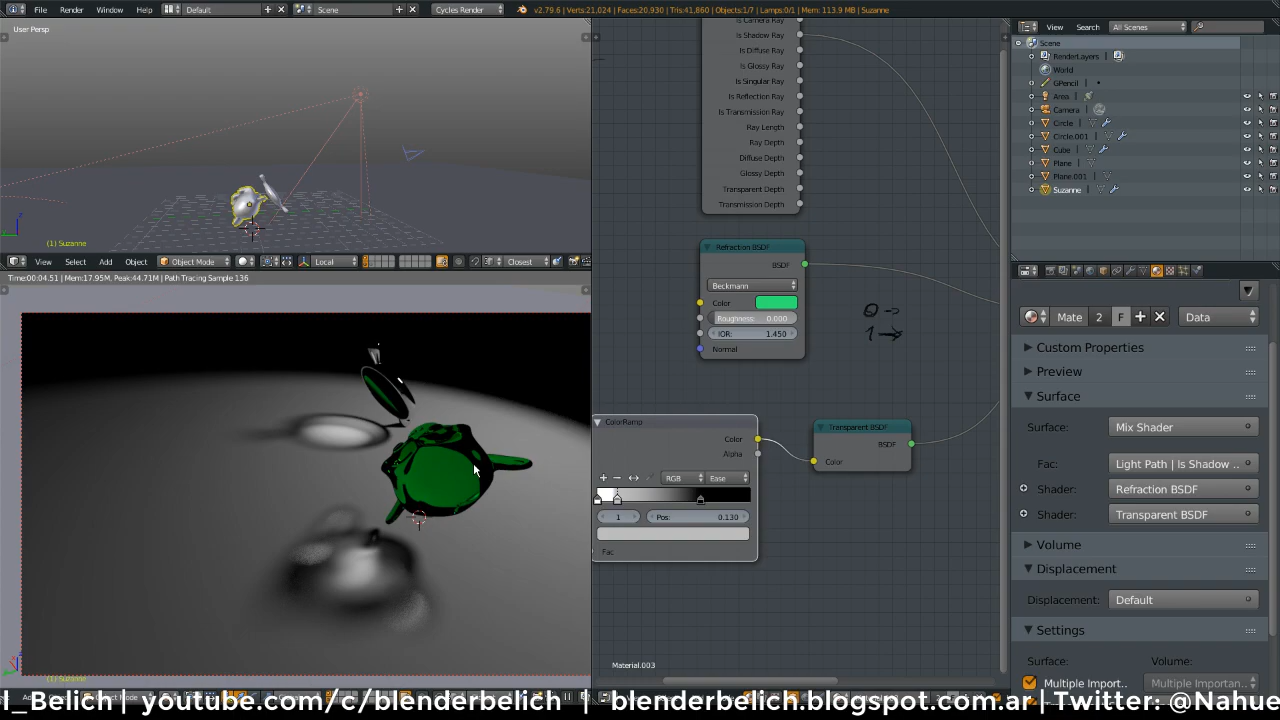 File Render Window Help Default Scene Cycles Render v2.79.6 | Verts:21,024 | Faces:20,930 | Tris:41,860 | Objects:1/7 | Lamps:0/1 | Mem: 113.9 MB | Suzanne
User Persp
(1) Suzanne
View Select Add Object Object Mode Local Closest
Time:00:04.51 | Mem:17.95M, Peak:44.71M | Path Tracing Sample 136
(1) Suzanne
Is Camera Ray
Is Shadow Ray
Is Diffuse Ray
Is Glossy Ray
Is Singular Ray
Is Reflection Ray
Is Transmission Ray
Ray Length
Ray Depth
Diffuse Depth
Glossy Depth
Transparent Depth
Transmission Depth
Refraction BSDF
BSDF
Beckmann
Color
Roughness: 0.000
IOR: 1.450
Normal
0 ->
1 ->
ColorRamp
Color
Alpha
RGB Ease
1 Pos: 0.130
Fac
Transparent BSDF
BSDF
Color
Material.003
View Search All Scenes
Scene
RenderLayers |
World
GPencil |
Area |
Camera |
Circle |
Circle.001 |
Cube |
Plane |
Plane.001 |
Suzanne |
Mate 2 F Data
Custom Properties
Preview
Surface
Surface: Mix Shader
Fac: Light Path | Is Shadow ..
Shader: Refraction BSDF
Shader: Transparent BSDF
Volume
Displacement
Displacement: Default
Settings
Surface: Volume:
Multiple Import.. Multiple Importan..
l_Belich | youtube.com/c/blenderbelich | blenderbelich.blogspot.com.ar | Twitter: @Nahue